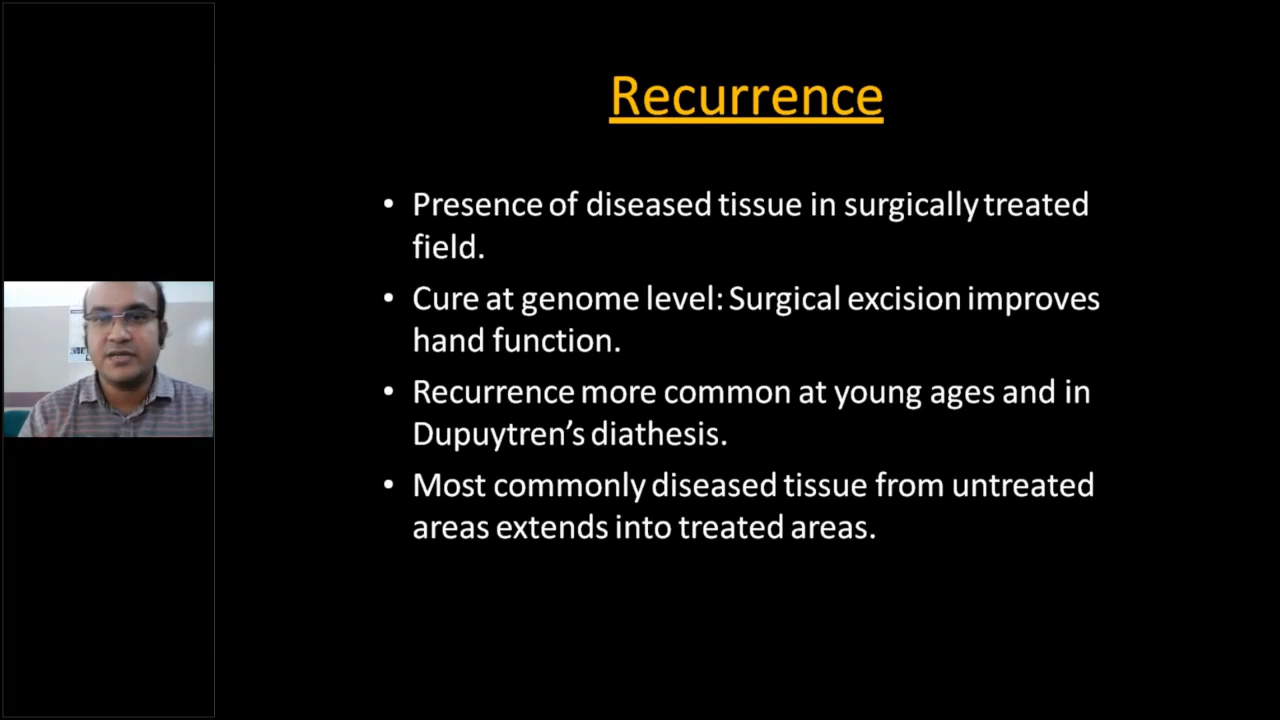 Recurrence
• Presence of diseased tissue in surgically treated
field.
• Cure at genome level: Surgical excision improves
hand function.
• Recurrence more common at young ages and in
Dupuytren’s diathesis.
• Most commonly diseased tissue from untreated
areas extends into treated areas.